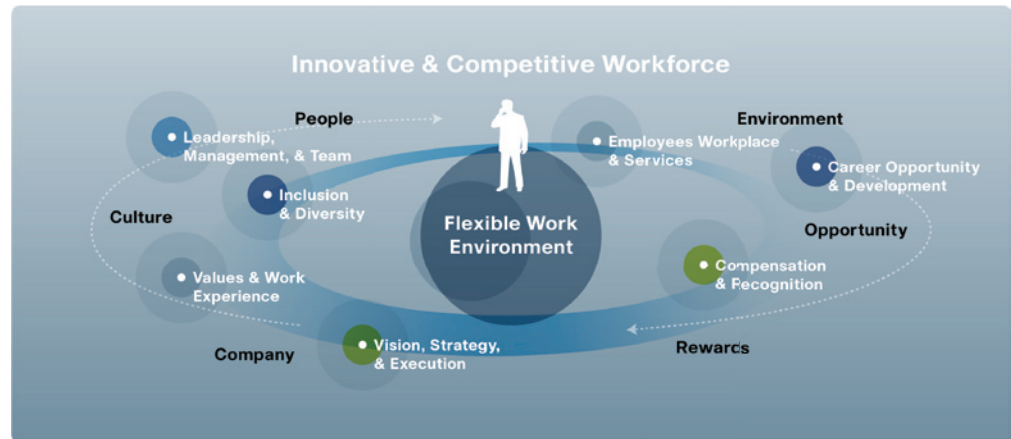 Innovative & Competitive Workforce
People
Environment
Leadership,
Management, & Team
Employees Workplace
& Services
Career Opportunity
& Development
Inclusion
& Diversity
Culture
Flexible Work
Environment
Opportunity
Values & Work
Experience
Compensation
& Recognition
Company
Vision, Strategy,
& Execution
Rewards